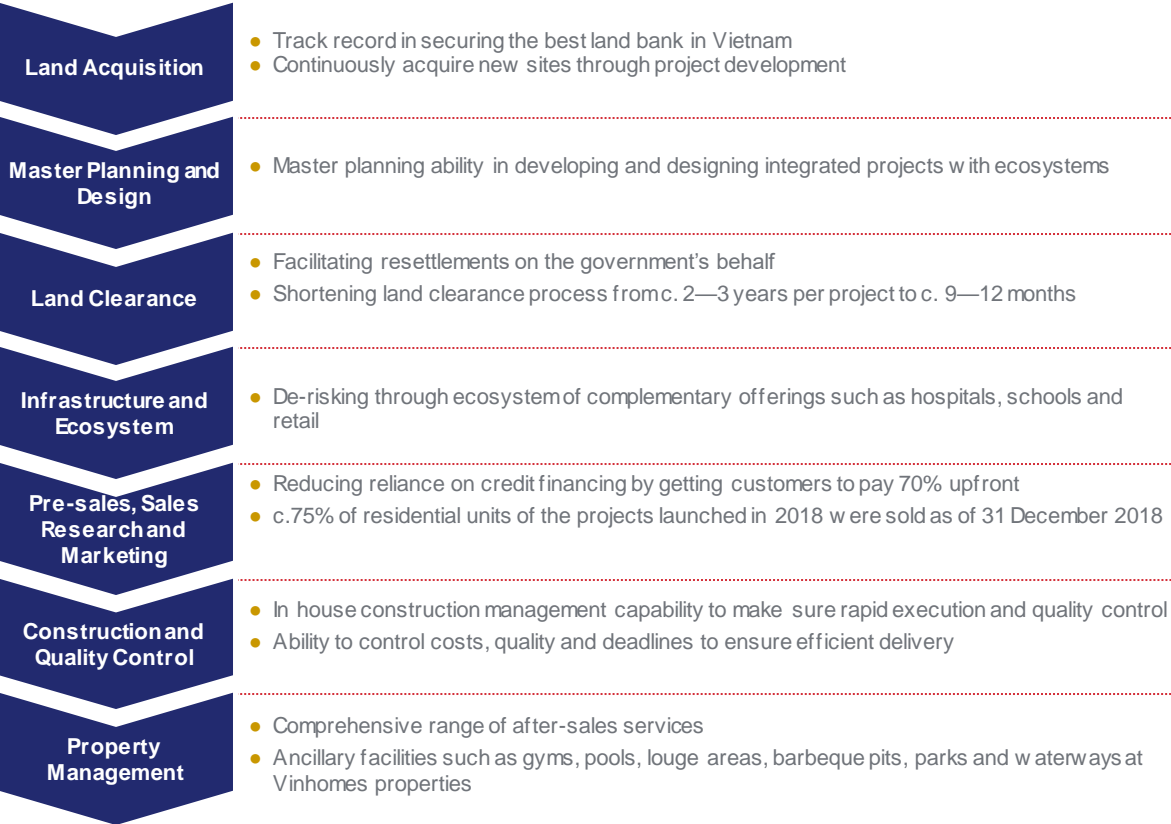 Land Acquisition
● Track record in securing the best land bank in Vietnam
● Continuously acquire new sites through project development
Master Planning and
Design
● Master planning ability in developing and designing integrated projects with ecosystems
Land Clearance
● Facilitating resettlements on the government's behalf
● Shortening land clearance process from c. 2—3 years per project to c. 9—12 months
Infrastructure and
Ecosystem
● De-risking through ecosystem of complementary offerings such as hospitals, schools and
retail
Pre-sales, Sales
Research and
Marketing
● Reducing reliance on credit financing by getting customers to pay 70% upfront
● c.75% of residential units of the projects launched in 2018 were sold as of 31 December 2018
Construction and
Quality Control
● In house construction management capability to make sure rapid execution and quality control
● Ability to control costs, quality and deadlines to ensure efficient delivery
Property
Management
● Comprehensive range of after-sales services
● Ancillary facilities such as gyms, pools, louge areas, barbeque pits, parks and waterways at
Vinhomes properties